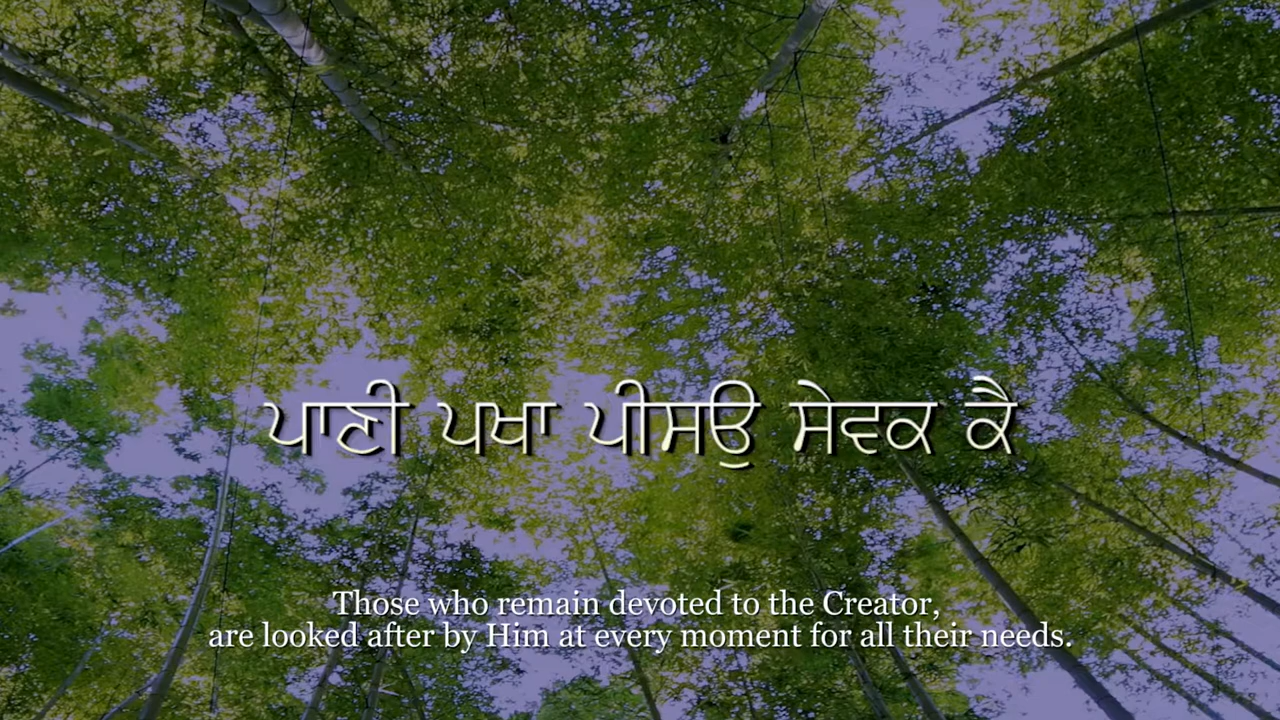 ਪਾਣੀ ਪਖਾ ਪੀਸਉ ਸੇਵਕ ਕੈ
Those who remain devoted to the Creator,
are looked after by Him at every moment for all their needs.